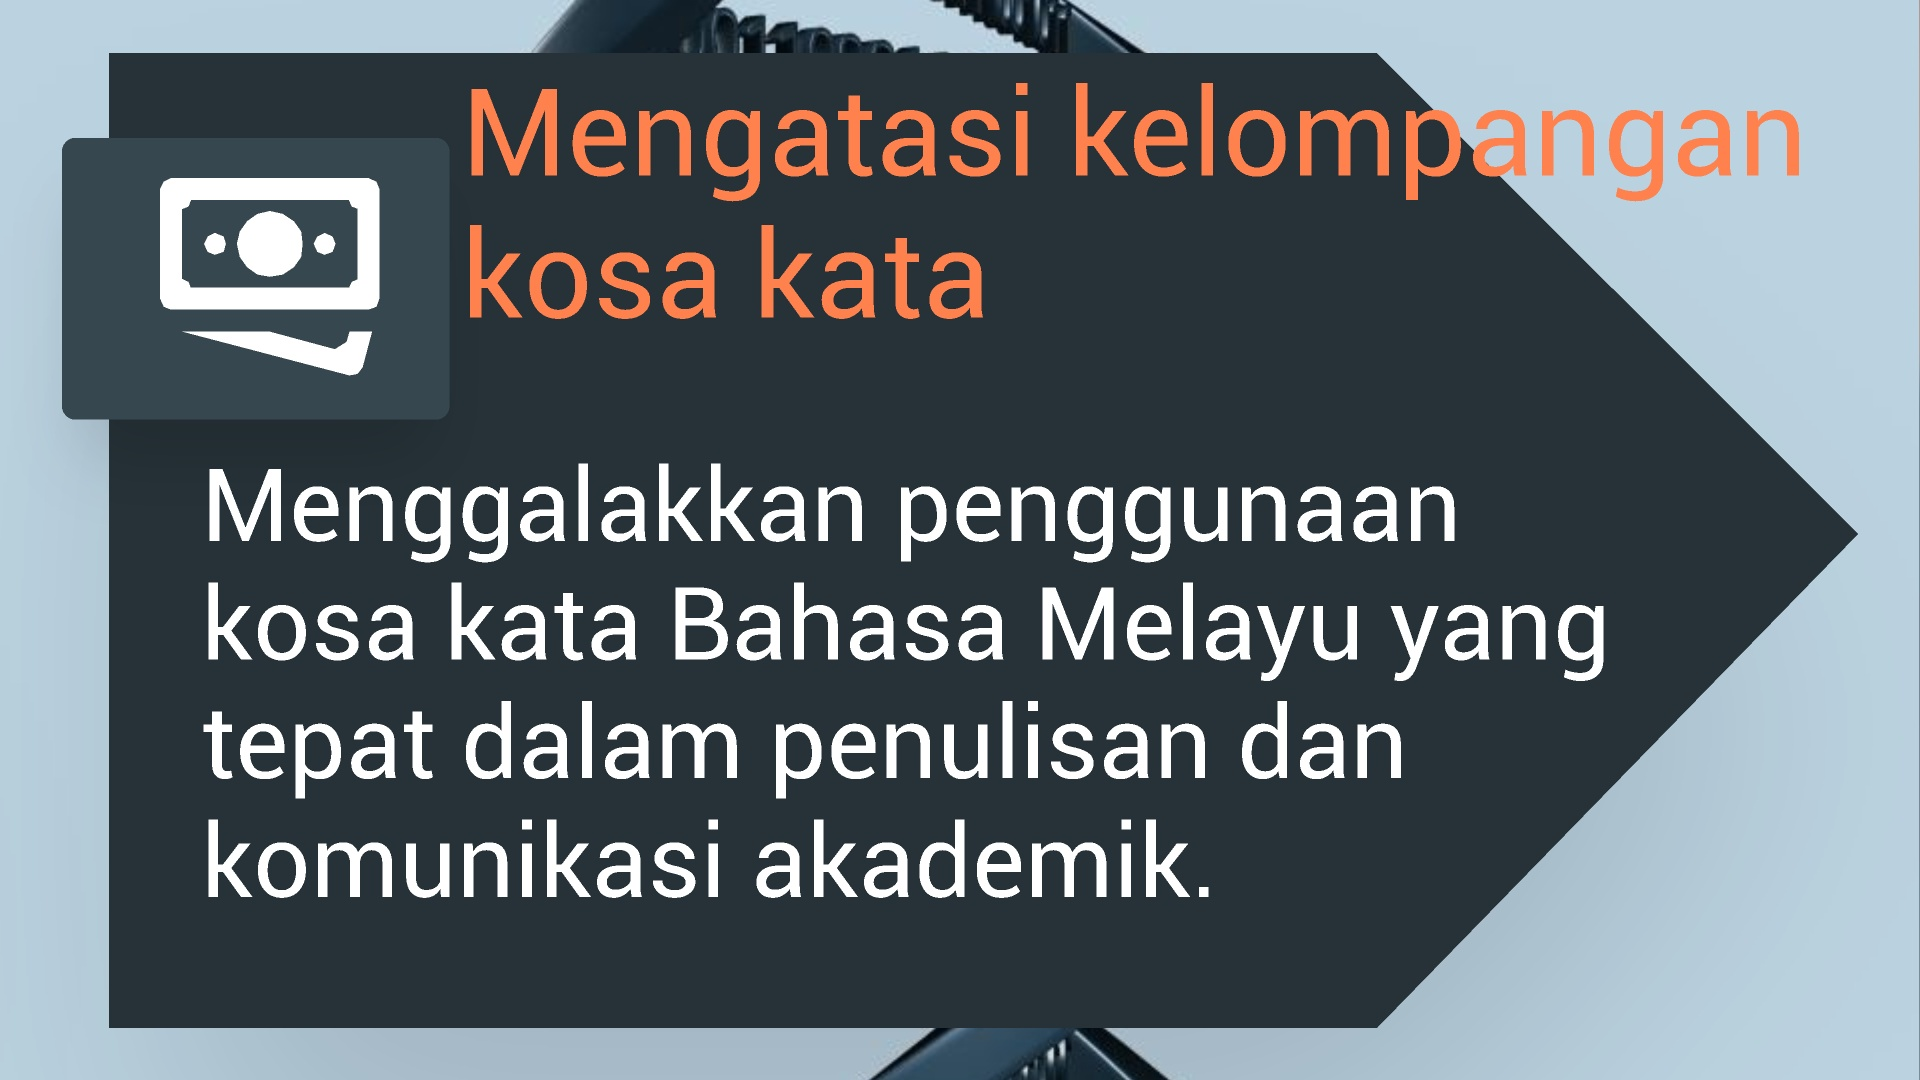 Mengatasi kelompangan
kosa kata
Menggalakkan penggunaan
kosa kata Bahasa Melayu yang
tepat dalam penulisan dan
komunikasi akademik.